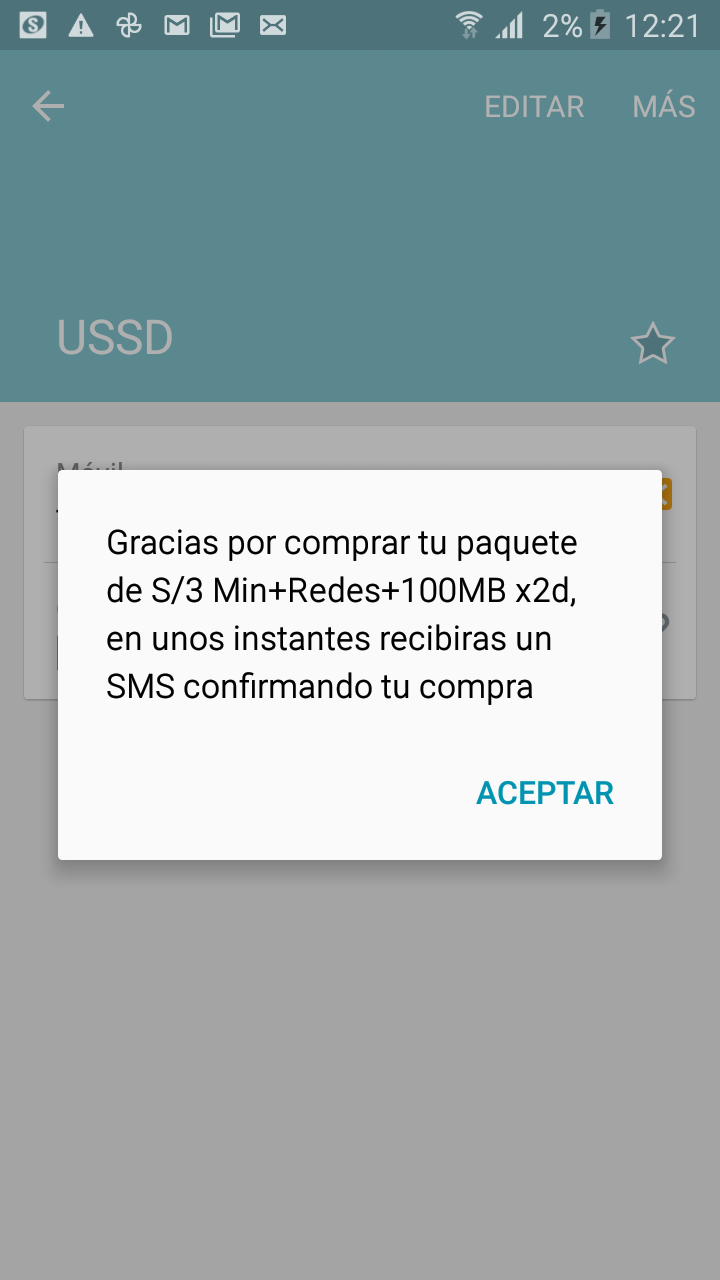 2% 12:21
EDITAR MÁS
USSD
Móvil
Gracias por comprar tu paquete
de S/3 Min+Redes+100MB x2d,
en unos instantes recibiras un
SMS confirmando tu compra
ACEPTAR